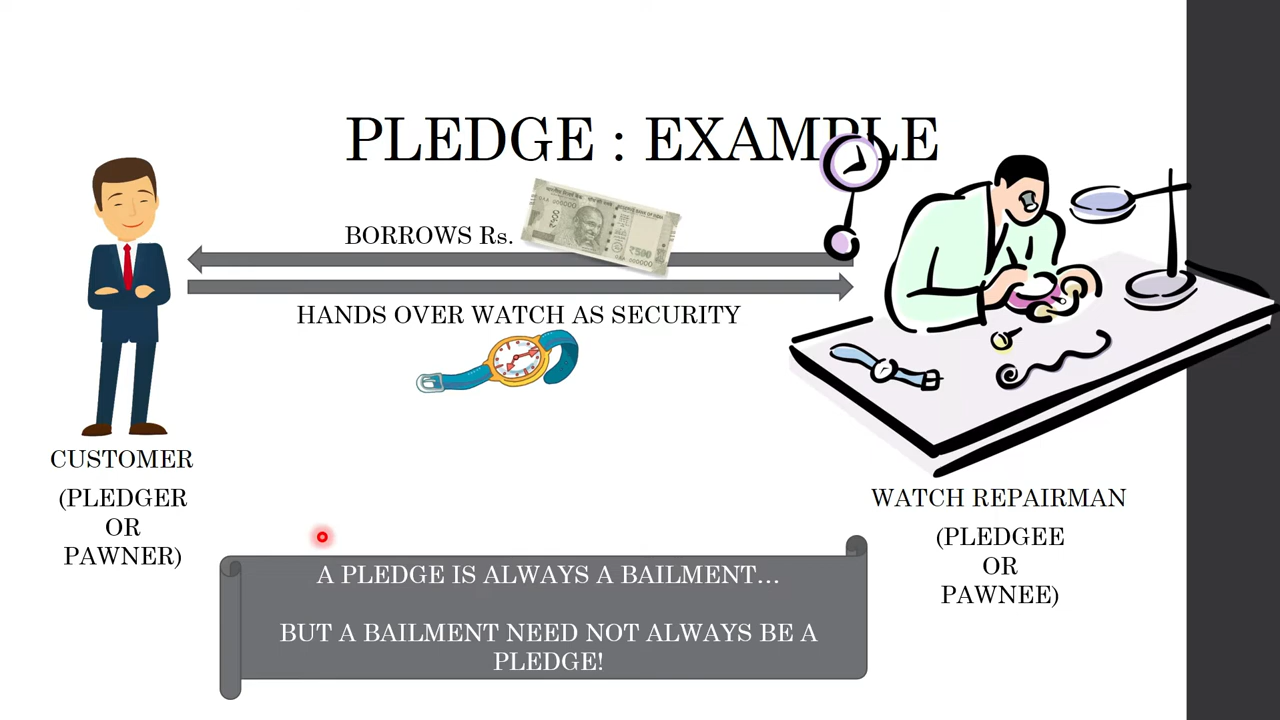 PLEDGE : EXAMPLE
BORROWS Rs.
₹500
HANDS OVER WATCH AS SECURITY
CUSTOMER
(PLEDGER
OR
PAWNER)
WATCH REPAIRMAN
(PLEDGEE
OR
PAWNEE)
A PLEDGE IS ALWAYS A BAILMENT...
BUT A BAILMENT NEED NOT ALWAYS BE A
PLEDGE!